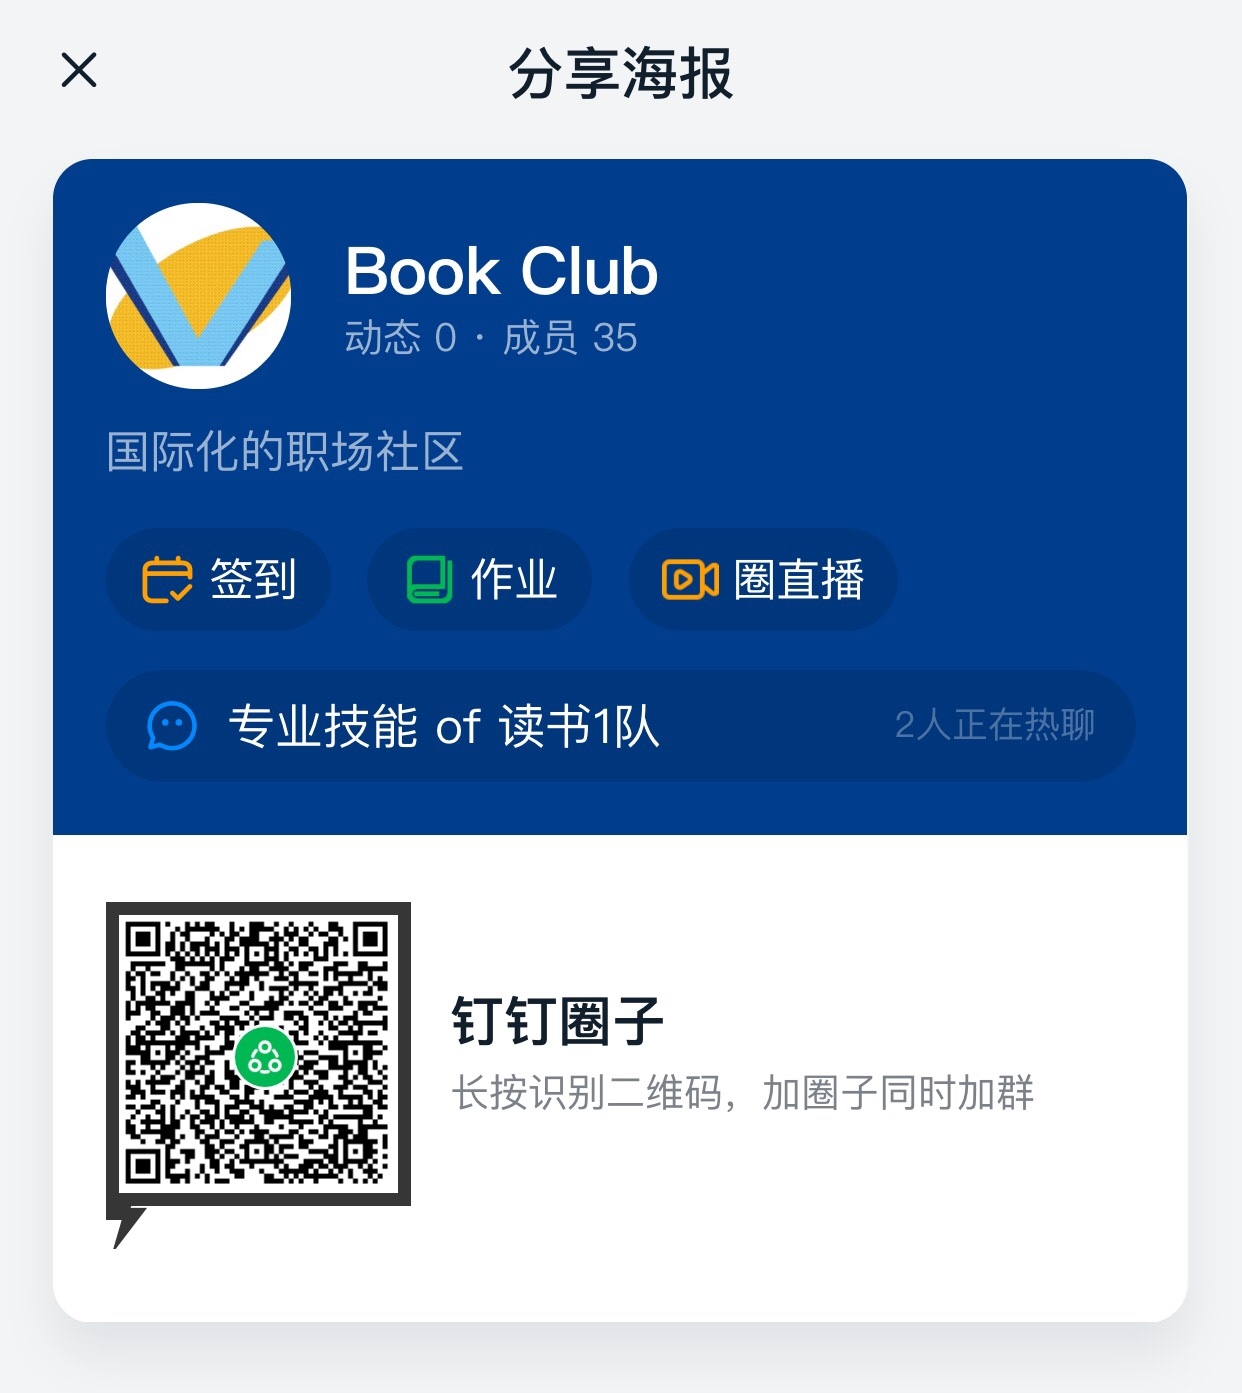 分享海报
Book Club
动态 0 · 成员 35
国际化的职场社区
签到 作业 圈直播
专业技能 of 读书1队 2人正在热聊
钉钉圈子
长按识别二维码，加圈子同时加群